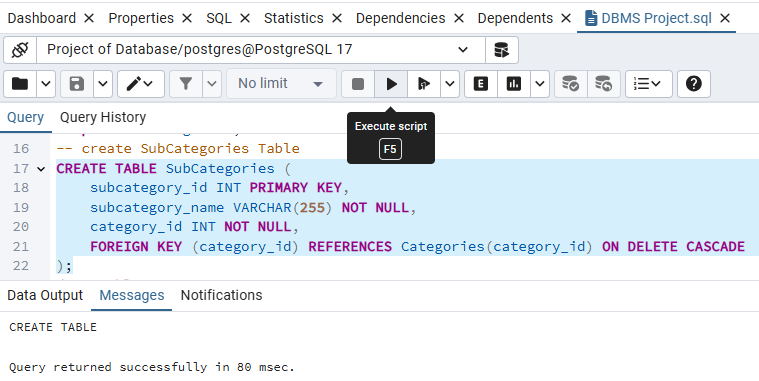 Dashboard Properties SQL Statistics Dependencies Dependents DBMS Project.sql
Project of Database/postgres@PostgreSQL 17
No limit
E
Query Query History
Execute script
F5
16 -- create SubCategories Table
17 CREATE TABLE SubCategories (
18 subcategory_id INT PRIMARY KEY,
19 subcategory_name VARCHAR(255) NOT NULL,
20 category_id INT NOT NULL,
21 FOREIGN KEY (category_id) REFERENCES Categories(category_id) ON DELETE CASCADE
22 );
Data Output Messages Notifications
CREATE TABLE
Query returned successfully in 80 msec.